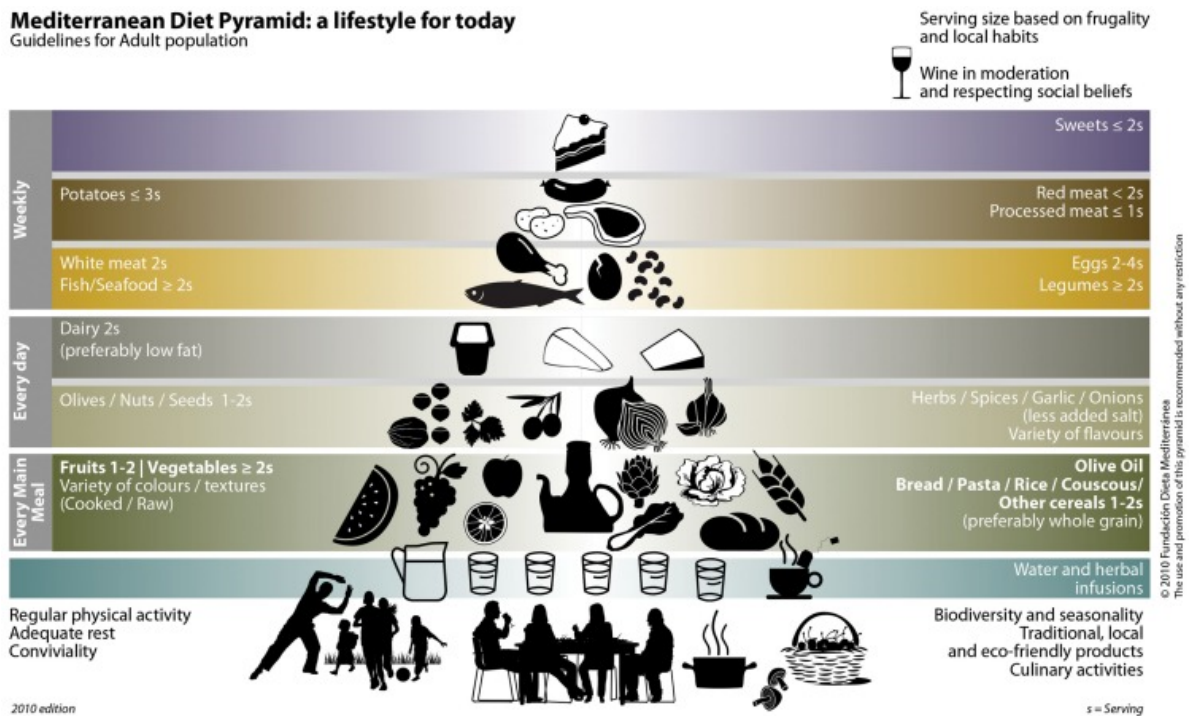 Mediterranean Diet Pyramid: a lifestyle for today
Guidelines for Adult population
Serving size based on frugality
and local habits
Wine in moderation
and respecting social beliefs
Weekly
Sweets ≤ 2s
Potatoes ≤ 3s
Red meat < 2s
Processed meat ≤ 1s
White meat 2s
Fish/Seafood ≥ 2s
Eggs 2-4s
Legumes ≥ 2s
Every day
Dairy 2s
(preferably low fat)
Olives / Nuts / Seeds 1-2s
Herbs / Spices / Garlic / Onions
(less added salt)
Variety of flavours
Every Main
Meal
Fruits 1-2 | Vegetables ≥ 2s
Variety of colours / textures
(Cooked / Raw)
Olive Oil
Bread / Pasta / Rice / Couscous/
Other cereals 1-2s
(preferably whole grain)
Water and herbal
infusions
Regular physical activity
Adequate rest
Conviviality
Biodiversity and seasonality
Traditional, local
and eco-friendly products
Culinary activities
2010 edition
s = Serving
© 2010 Fundación Dieta Mediterránea
The use and promotion of this pyramid is recommended without any restriction